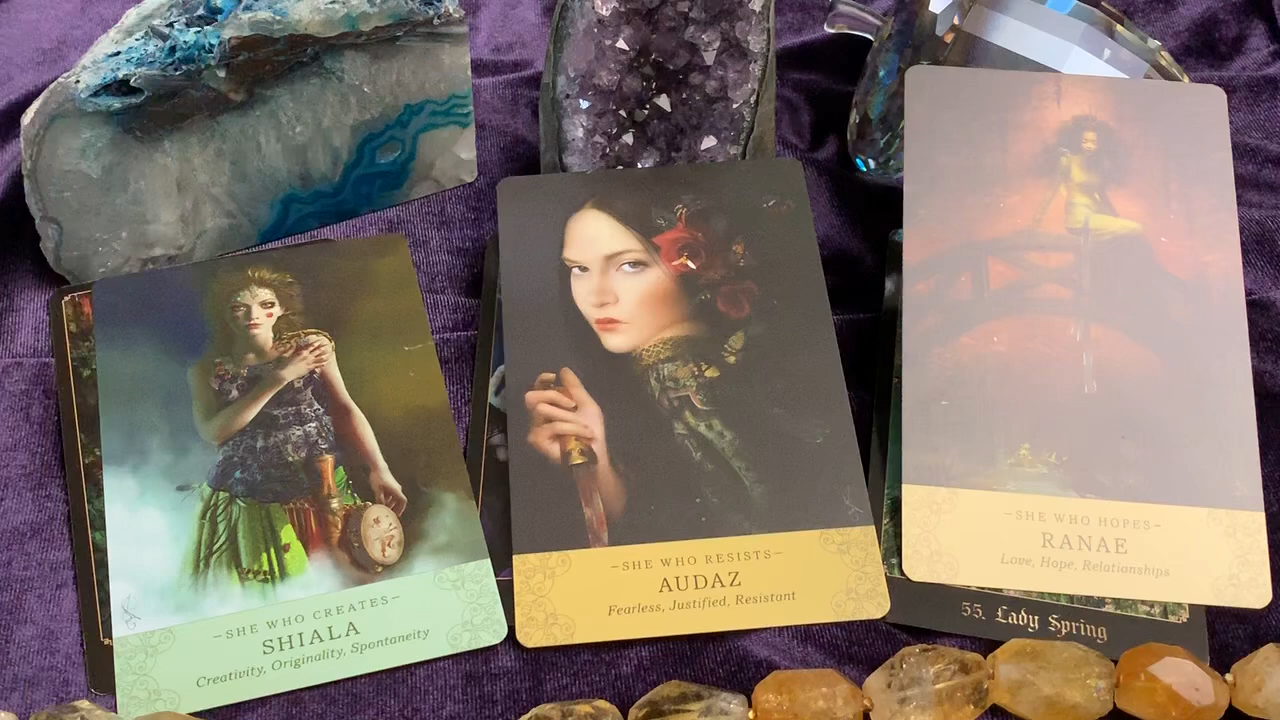 ~SHE WHO CREATES~
SHIALA
Creativity, Originality, Spontaneity
~SHE WHO RESISTS~
AUDAZ
Fearless, Justified, Resistant
~SHE WHO HOPES~
RANAE
Love, Hope, Relationships
55. Lady Spring